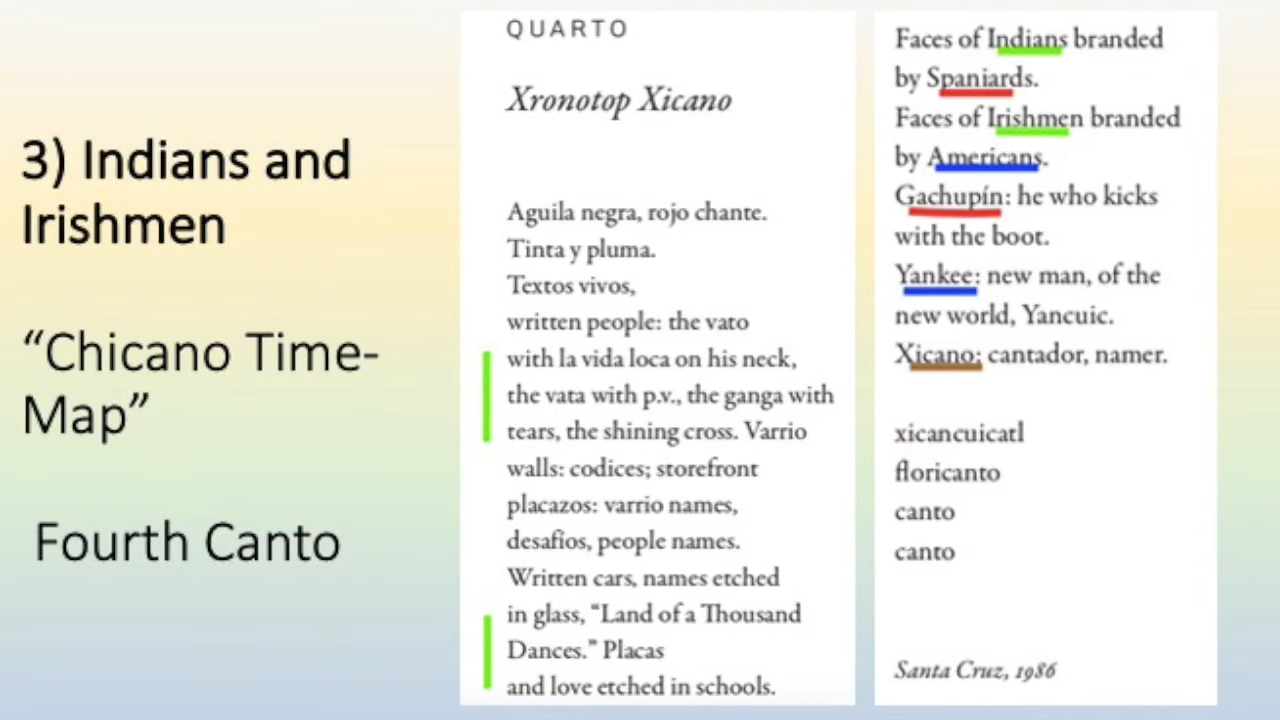 3) Indians and
Irishmen
“Chicano Time-
Map”
Fourth Canto
QUARTO
Xronotop Xicano
Aguila negra, rojo chante.
Tinta y pluma.
Textos vivos,
written people: the vato
with la vida loca on his neck,
the vata with p.v., the ganga with
tears, the shining cross. Varrio
walls: codices; storefront
placazos: varrio names,
desafíos, people names.
Written cars, names etched
in glass, “Land of a Thousand
Dances.” Placas
and love etched in schools.
Faces of Indians branded
by Spaniards.
Faces of Irishmen branded
by Americans.
Gachupín: he who kicks
with the boot.
Yankee: new man, of the
new world, Yancuic.
Xicano: cantador, namer.
xicancuicatl
floricanto
canto
canto
Santa Cruz, 1986